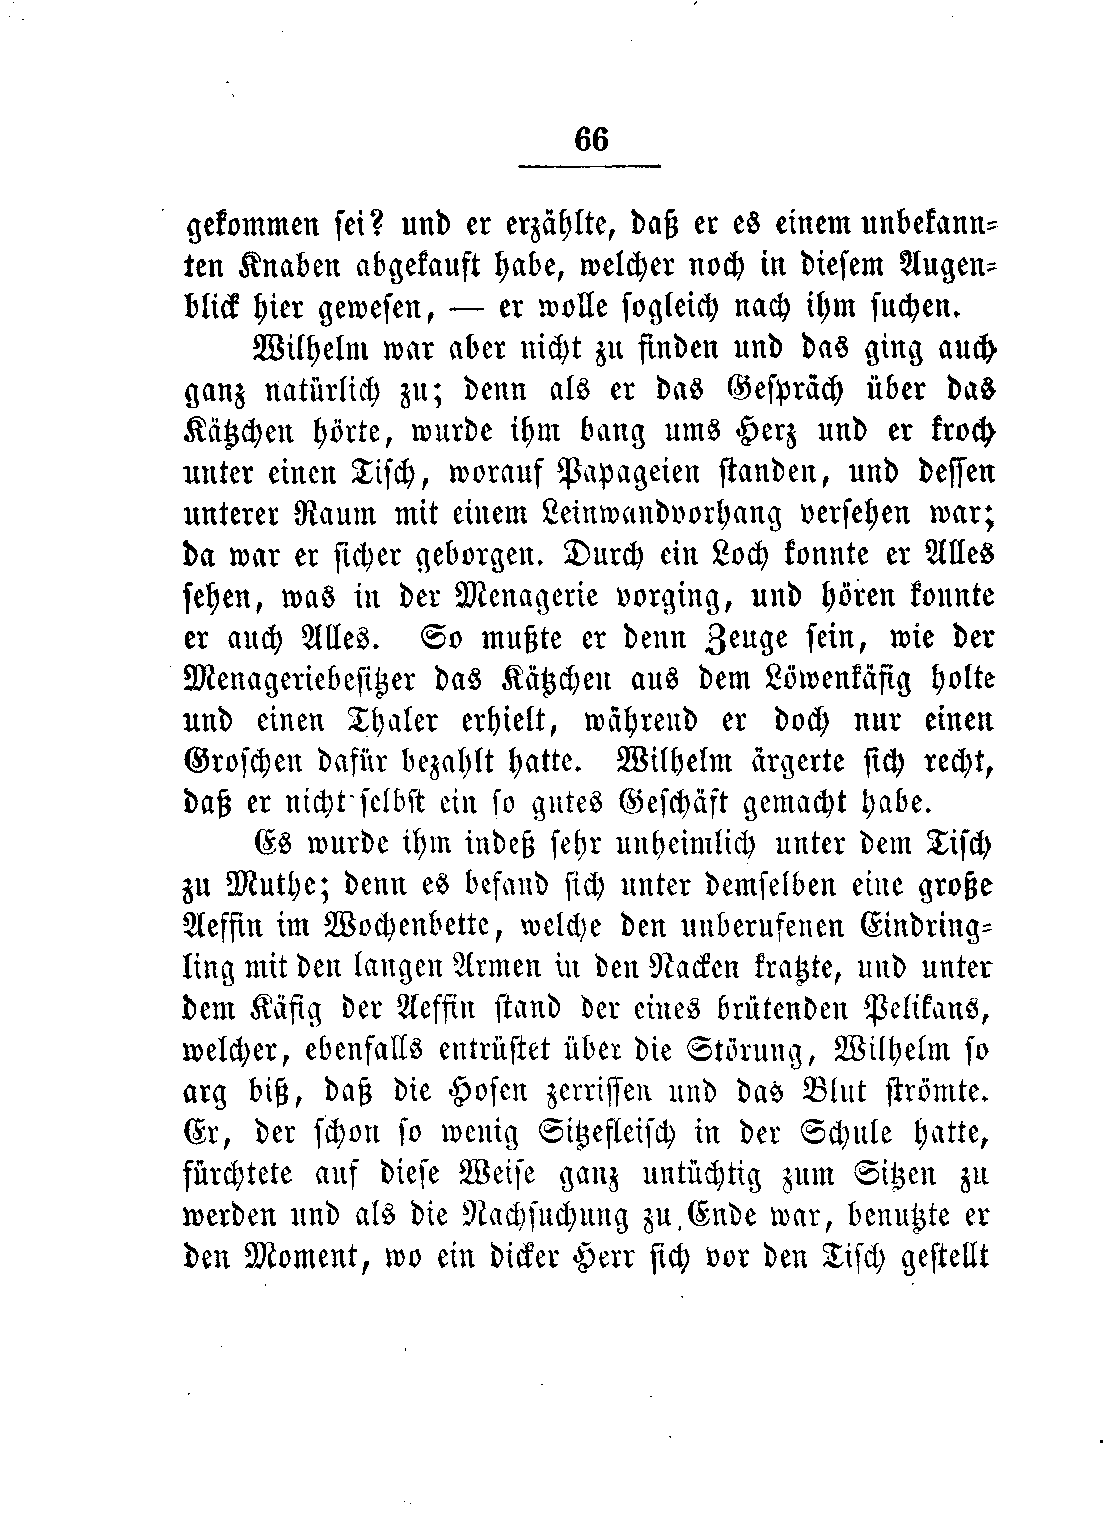 66
gekommen sei? und er erzählte, daß er es einem unbekann-
ten Knaben abgekauft habe, welcher noch in diesem Augen-
blick hier gewesen, — er wolle sogleich nach ihm suchen.
Wilhelm war aber nicht zu finden und das ging auch
ganz natürlich zu; denn als er das Gespräch über das
Kätzchen hörte, wurde ihm bang ums Herz und er kroch
unter einen Tisch, worauf Papageien standen, und dessen
unterer Raum mit einem Leinwandvorhang versehen war;
da war er sicher geborgen. Durch ein Loch konnte er Alles
sehen, was in der Menagerie vorging, und hören konnte
er auch Alles. So mußte er denn Zeuge sein, wie der
Menageriebesitzer das Kätzchen aus dem Löwenkäfig holte
und einen Thaler erhielt, während er doch nur einen
Groschen dafür bezahlt hatte. Wilhelm ärgerte sich recht,
daß er nicht selbst ein so gutes Geschäft gemacht habe.
Es wurde ihm indeß sehr unheimlich unter dem Tisch
zu Muthe; denn es befand sich unter demselben eine große
Aeffin im Wochenbette, welche den unberufenen Eindring-
ling mit den langen Armen in den Nacken kratzte, und unter
dem Käfig der Aeffin stand der eines brütenden Pelikans,
welcher, ebenfalls entrüstet über die Störung, Wilhelm so
arg biß, daß die Hosen zerrissen und das Blut strömte.
Er, der schon so wenig Sitzefleisch in der Schule hatte,
fürchtete auf diese Weise ganz untüchtig zum Sitzen zu
werden und als die Nachsuchung zu Ende war, benutzte er
den Moment, wo ein dicker Herr sich vor den Tisch gestellt